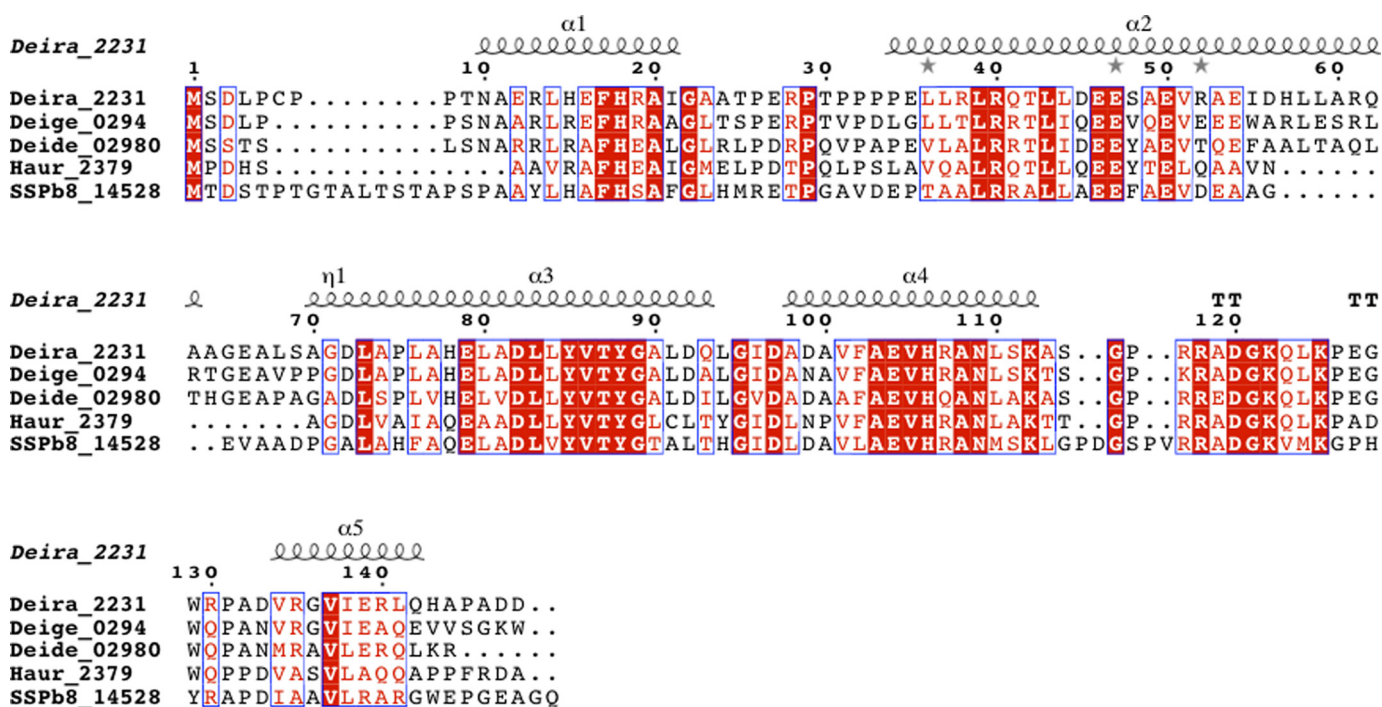 α1 α2
Deira_2231
1 10 20 30 40 50 60
Deira_2231 MSDLPCP........PTNAERLHEFHRAIGAATPERPTPPPPELLRLRQTLLDEESAEVRAEIDHLLARQ
Deige_0294 MSDLP..........PSNAARLREFHRAAGLTSPERPTVPDLGLLTLRRTLIQEEVQEVEEEWARLESRL
Deide_02980 MSSTS..........LSNARRLRAFHEALGLRLPDRPQVPAPEVLALRRTLIDEEYAEVTQEFAALTAQL
Haur_2379 MPDHS..............AAVRAFHEAIGMELPDTPQLPSLAVQALRQTLLQEEYTELQAAVN......
SSPb8_14528 MTDSTPTGTALTSTAPSPAAYLHAFHSAFGLHMRETPGAVDEPTAALRRALLAEEFAEVDEAAG......
η1 α3 α4
Deira_2231 TT TT
70 80 90 100 110 120
Deira_2231 AAGEALSAGDLAPLAHELADLLYVTYGALDQLGIDADAVFAEVHRANLSKAS..GP..RRADGKQLKPEG
Deige_0294 RTGEAVPPGDLAPLAHELADLLYVTYGALDALGIDANAVFAEVHRANLSKTS..GP..KRADGKQLKPEG
Deide_02980 THGEAPAGADLSPLVHELVDLLYVTYGALDILGVDADAAFAEVHQANLAKAS..GP..RREDGKQLKPEG
Haur_2379 .......AGDLVAIAQEAADLLYVTYGLCLTYGIDLNPVFAEVHRANLAKTT..GP..RRADGKQLKPAD
SSPb8_14528 ..EVAADPGALAHFAQELADLVYVTYGTALTHGIDLDAVLAEVHRANMSKLGPDGSPVRRADGKVMKGPH
α5
Deira_2231
130 140
Deira_2231 WRPADVRGVIERLQHAPADD..
Deige_0294 WQPANVRGVIEAQEVVSGKW..
Deide_02980 WQPANMRAVLERQLKR......
Haur_2379 WQPPDVASVLAQQAPPFRDA..
SSPb8_14528 YRAPDIAAVLRARGWEPGEAGQ